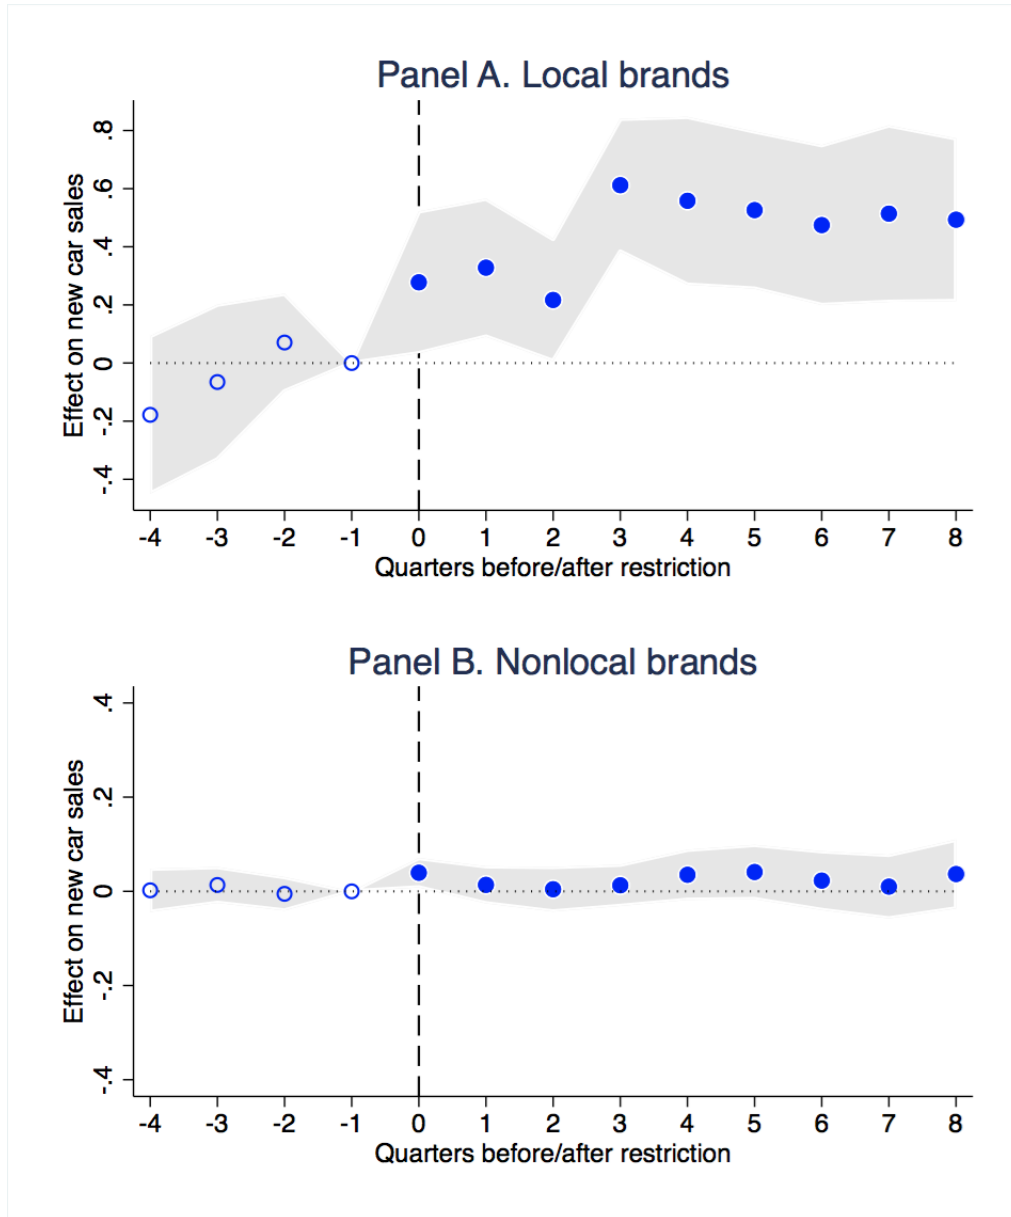 Panel A. Local brands
Effect on new car sales
.8
.6
.4
.2
0
-.2
-.4
-4 -3 -2 -1 0 1 2 3 4 5 6 7 8
Quarters before/after restriction
Panel B. Nonlocal brands
Effect on new car sales
.4
.2
0
-.2
-.4
-4 -3 -2 -1 0 1 2 3 4 5 6 7 8
Quarters before/after restriction